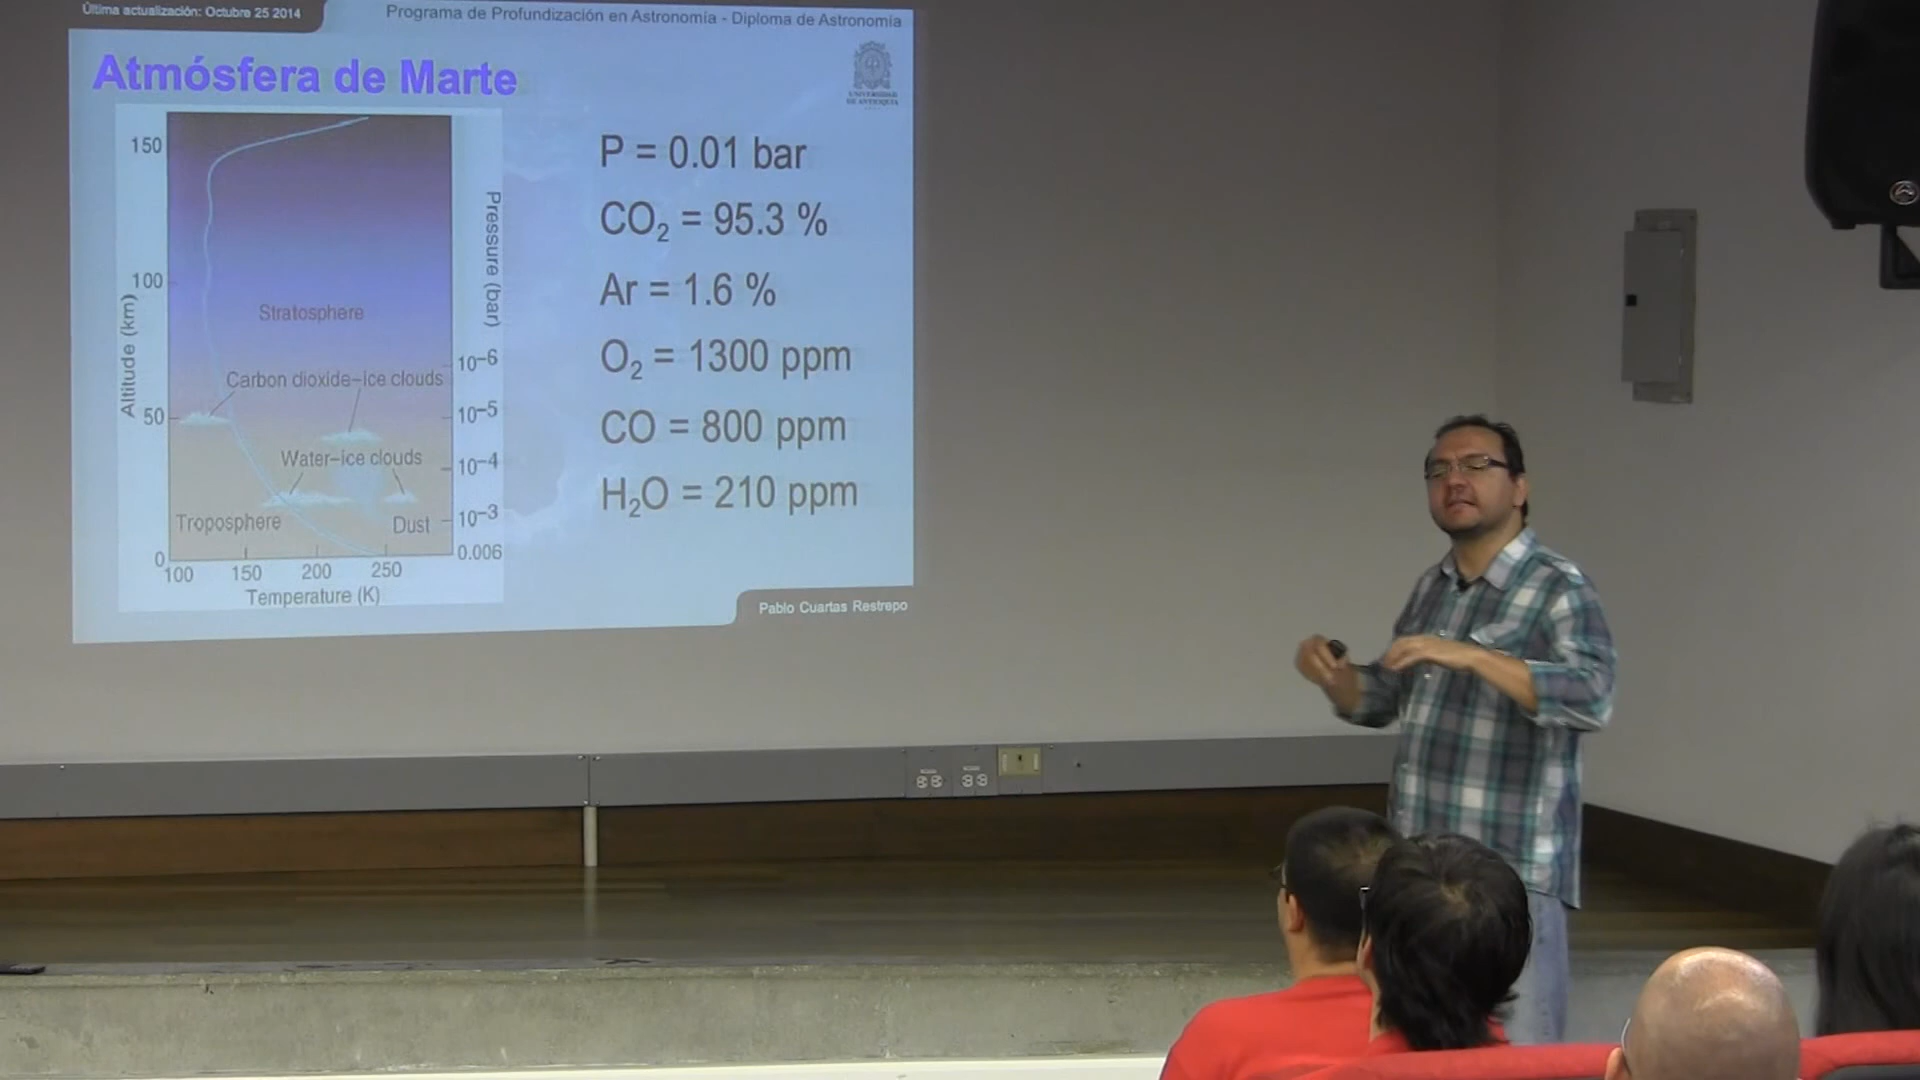 Última actualización: Octubre 25 2014
Programa de Profundización en Astronomía - Diploma de Astronomía
Atmósfera de Marte
UNIVERSIDAD
DE ANTIOQUIA
150
100
50
0
Altitude (km)
Pressure (bar)
Stratosphere
10⁻⁶
Carbon dioxide–ice clouds
10⁻⁵
Water–ice clouds
10⁻⁴
Troposphere
Dust
10⁻³
0.006
100 150 200 250
Temperature (K)
P = 0.01 bar
CO₂ = 95.3 %
Ar = 1.6 %
O₂ = 1300 ppm
CO = 800 ppm
H₂O = 210 ppm
Pablo Cuartas Restrepo